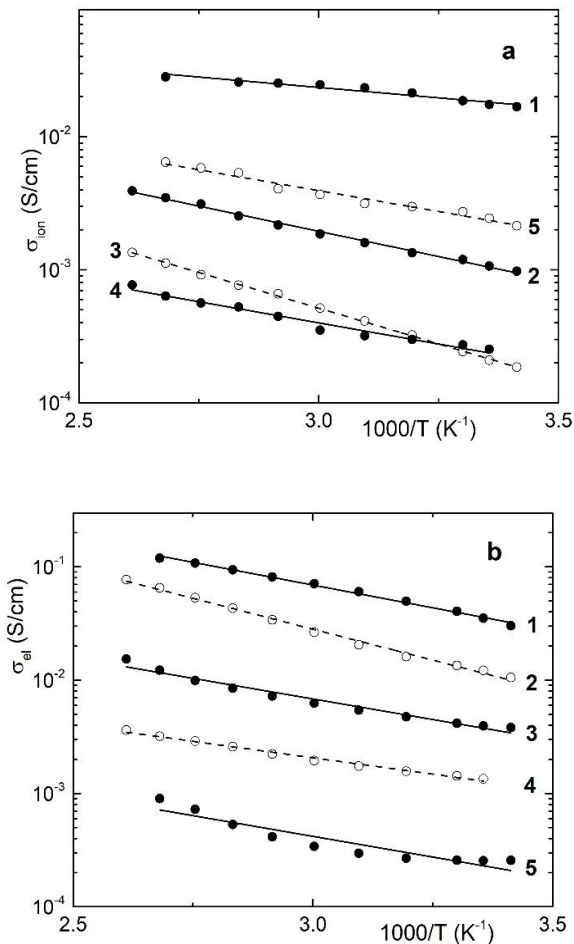 a
10⁻²
1
5
2
3
4
σion (S/cm)
10⁻³
10⁻⁴
2.5 3.0 3.5
1000/T (K⁻¹)
b
10⁻¹
1
2
σel (S/cm)
10⁻²
3
4
10⁻³
5
10⁻⁴
2.5 3.0 3.5
1000/T (K⁻¹)